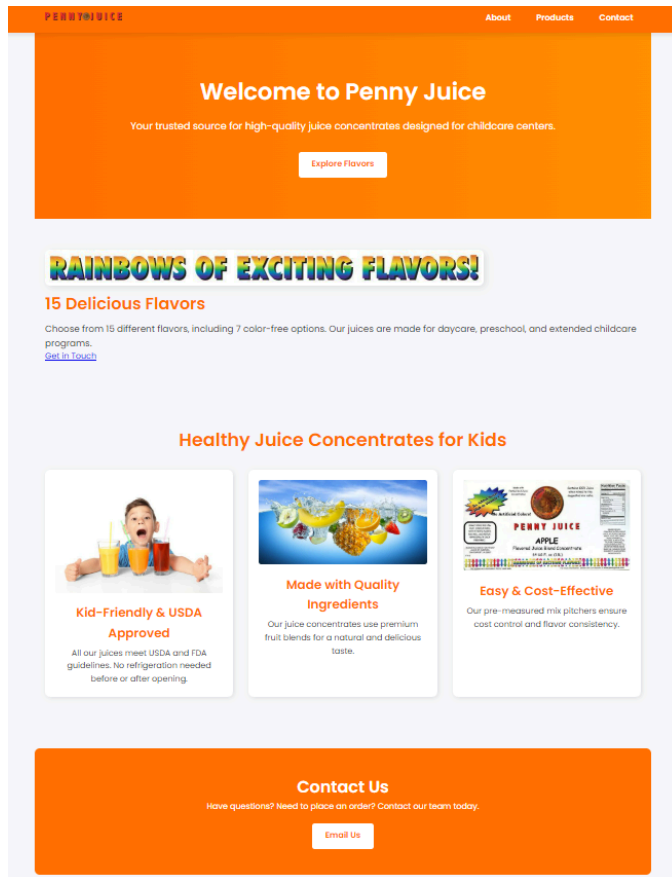 PENNY JUICE
About Products Contact
Welcome to Penny Juice
Your trusted source for high-quality juice concentrates designed for childcare centers.
Explore Flavors
RAINBOWS OF EXCITING FLAVORS!
15 Delicious Flavors
Choose from 15 different flavors, including 7 color-free options. Our juices are made for daycare, preschool, and extended childcare
programs.
Get in Touch
Healthy Juice Concentrates for Kids
Kid-Friendly & USDA
Approved
All our juices meet USDA and FDA
guidelines. No refrigeration needed
before or after opening.
Made with Quality
Ingredients
Our juice concentrates use premium
fruit blends for a natural and delicious
taste.
PENNY JUICE
APPLE
Flavored Juice Blend Concentrate
Easy & Cost-Effective
Our pre-measured mix pitchers ensure
cost control and flavor consistency.
Contact Us
Have questions? Need to place an order? Contact our team today.
Email Us